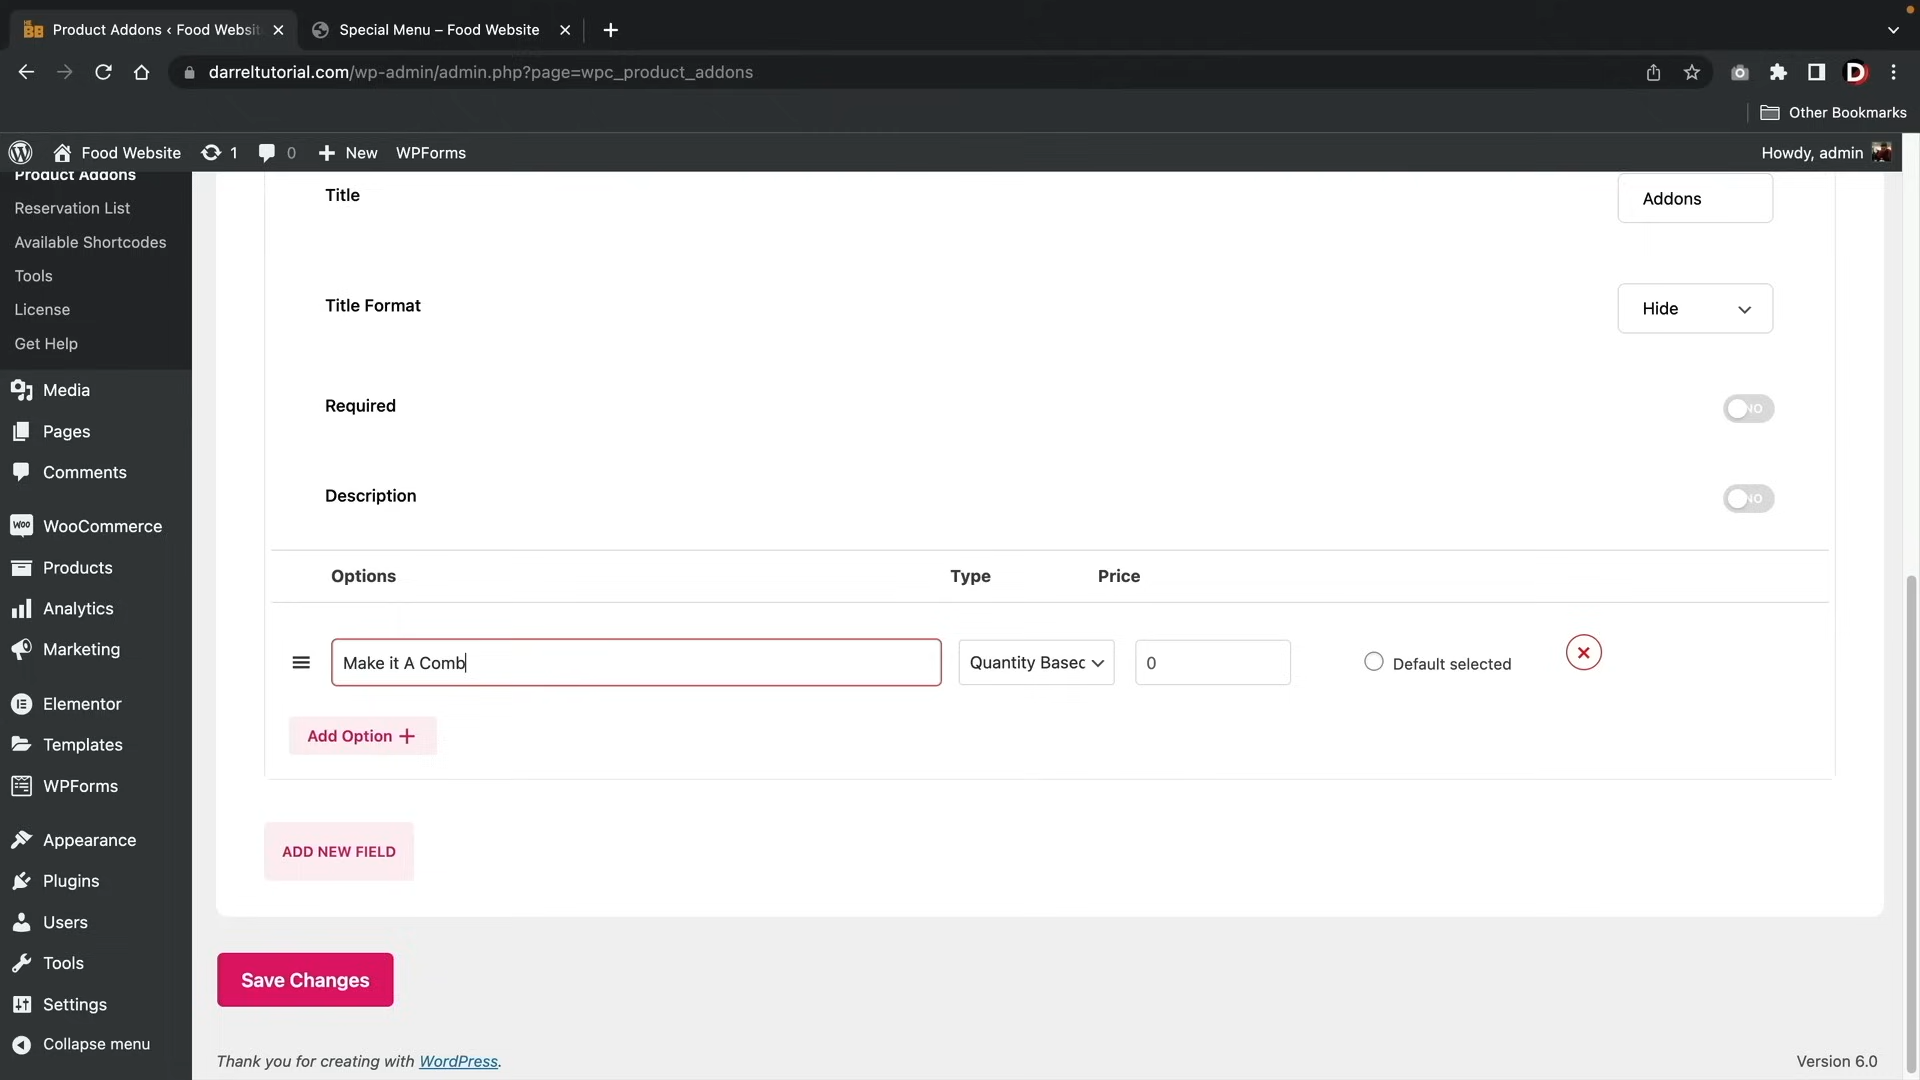 Product Addons ‹ Food Websit
Special Menu – Food Website
darreltutorial.com/wp-admin/admin.php?page=wpc_product_addons
Other Bookmarks
Food Website
1
0
New
WPForms
Howdy, admin
Product Addons
Reservation List
Available Shortcodes
Tools
License
Get Help
Media
Pages
Comments
WooCommerce
Products
Analytics
Marketing
Elementor
Templates
WPForms
Appearance
Plugins
Users
Tools
Settings
Collapse menu
Title
Addons
Title Format
Hide
Required
NO
Description
NO
Options
Type
Price
Make it A Comb
Quantity Based
0
Default selected
Add Option +
ADD NEW FIELD
Save Changes
Thank you for creating with WordPress.
Version 6.0